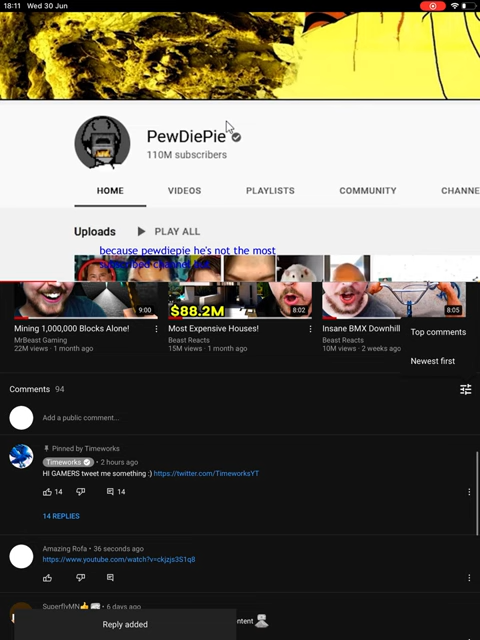 18:11 Wed 30 Jun
PewDiePie
110M subscribers
HOME VIDEOS PLAYLISTS COMMUNITY CHANNE
Uploads PLAY ALL
because pewdiepie he's not the most
$88.2M
9:00 8:02 8:05
Mining 1,000,000 Blocks Alone! Most Expensive Houses! Insane BMX Downhill
MrBeast Gaming Beast Reacts Beast Reacts
22M views • 1 month ago 15M views • 1 month ago 10M views • 2 weeks ago
Top comments
Newest first
Comments 94
Add a public comment...
Pinned by Timeworks
Timeworks • 2 hours ago
HI GAMERS tweet me something :) https://twitter.com/TimeworksYT
14 14
14 REPLIES
Amazing Rofa • 36 seconds ago
https://www.youtube.com/watch?v=ckjzjs3S1q8
SuperflyMN👍 • 6 days ago
ntent
Reply added